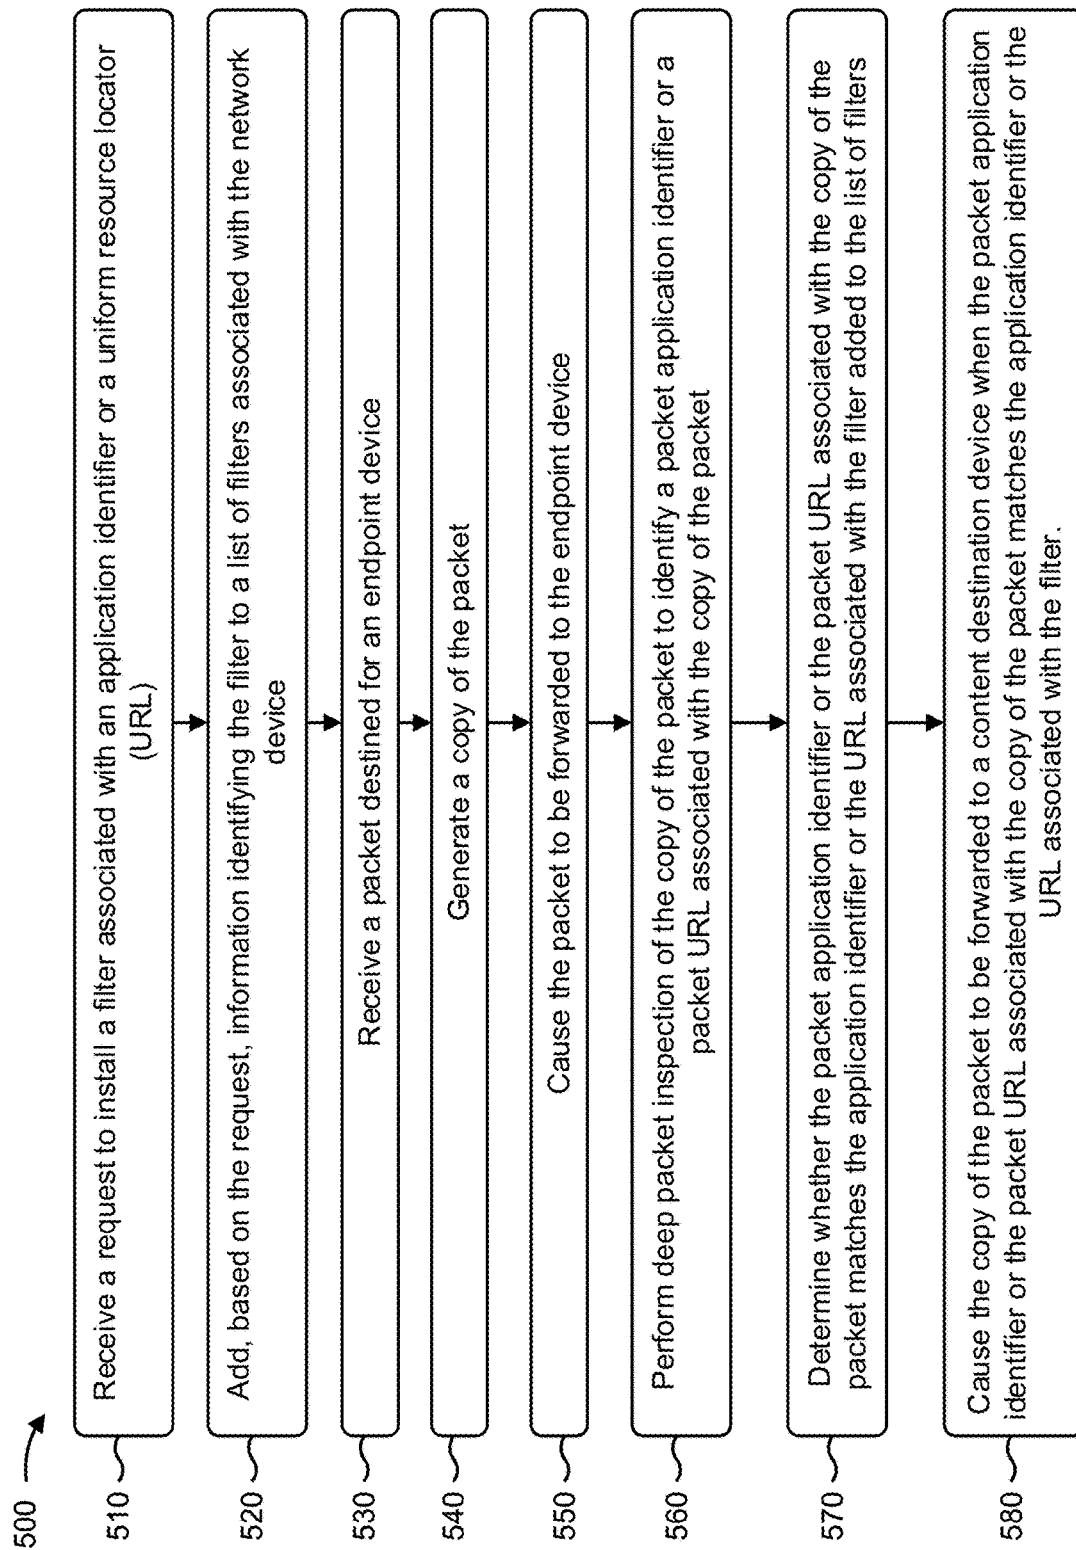 500
510
Receive a request to install a filter associated with an application identifier or a uniform resource locator
(URL)
520
Add, based on the request, information identifying the filter to a list of filters associated with the network
device
530
Receive a packet destined for an endpoint device
540
Generate a copy of the packet
550
Cause the packet to be forwarded to the endpoint device
560
Perform deep packet inspection of the copy of the packet to identify a packet application identifier or a
packet URL associated with the copy of the packet
570
Determine whether the packet application identifier or the packet URL associated with the copy of the
packet matches the application identifier or the URL associated with the filter added to the list of filters
580
Cause the copy of the packet to be forwarded to a content destination device when the packet application
identifier or the packet URL associated with the copy of the packet matches the application identifier or the
URL associated with the filter.